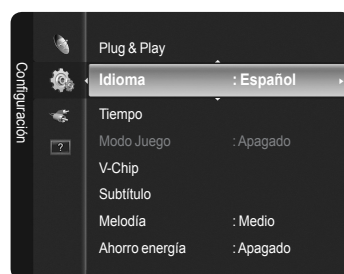 Configuración
Plug & Play
Idioma : Español
Tiempo
Modo Juego : Apagado
V-Chip
Subtítulo
Melodía : Medio
Ahorro energía : Apagado
?